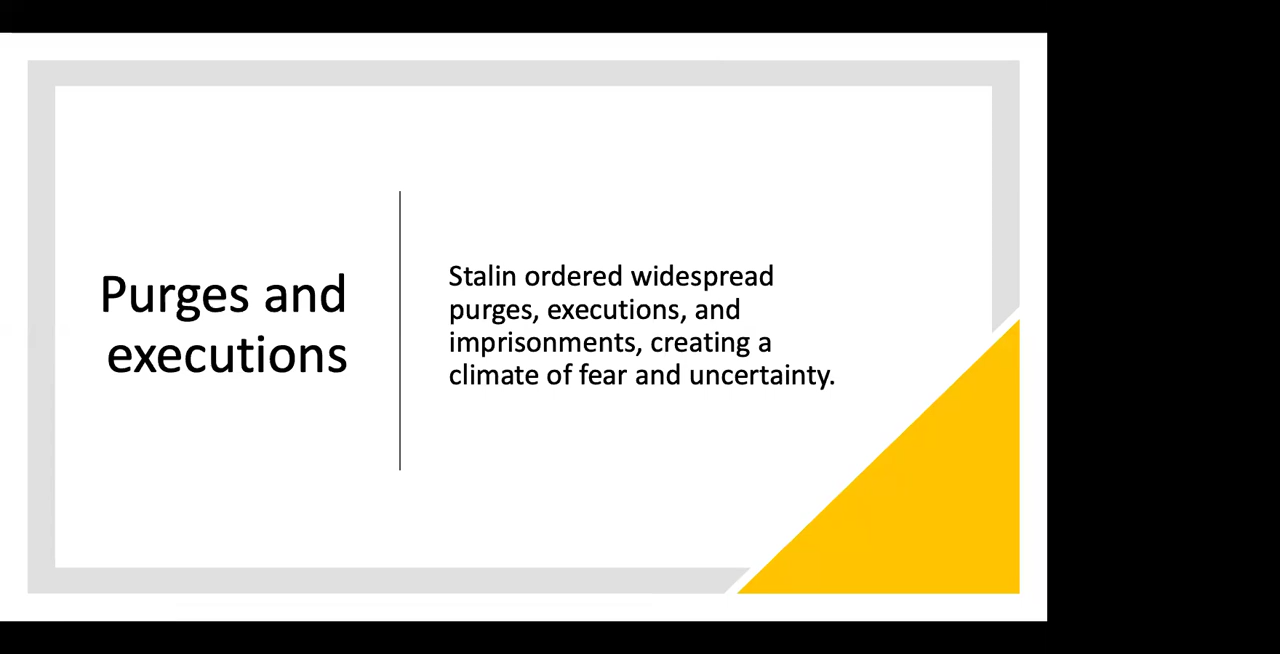 Purges and
executions
Stalin ordered widespread
purges, executions, and
imprisonments, creating a
climate of fear and uncertainty.